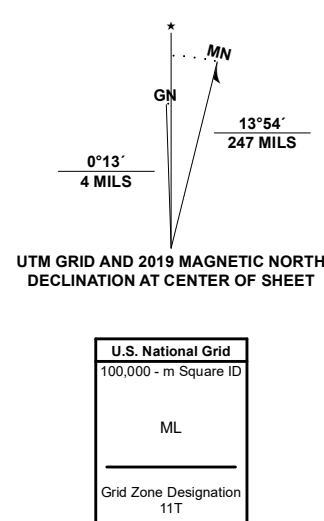 ★
MN
GN
13°54´
247 MILS
0°13´
4 MILS
UTM GRID AND 2019 MAGNETIC NORTH
DECLINATION AT CENTER OF SHEET
U.S. National Grid
100,000 - m Square ID
ML
Grid Zone Designation
11T